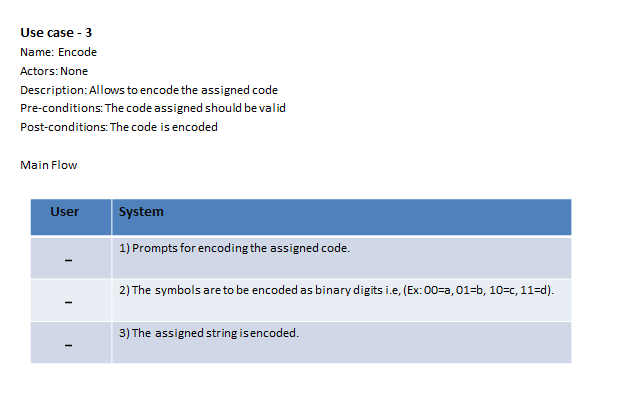 Use case - 3
Name: Encode
Actors: None
Description: Allows to encode the assigned code
Pre-conditions: The code assigned should be valid
Post-conditions: The code is encoded
Main Flow
User System
– 1) Prompts for encoding the assigned code.
– 2) The symbols are to be encoded as binary digits i.e, (Ex: 00=a, 01=b, 10=c, 11=d).
– 3) The assigned string is encoded.